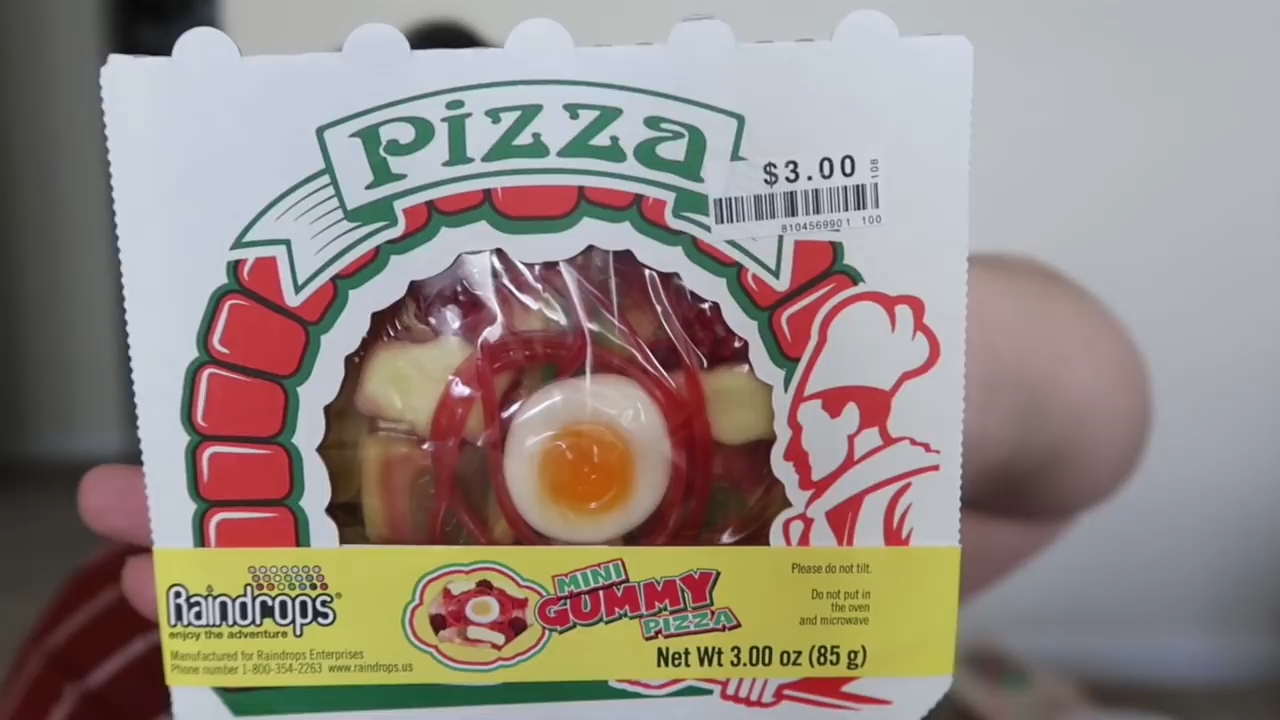 Pizza
$3.00
108
8104569901 100
Raindrops®
enjoy the adventure
Manufactured for Raindrops Enterprises
Phone number 1-800-354-2263 www.raindrops.us
MINI
GUMMY
PIZZA
Please do not tilt.
Do not put in
the oven
and microwave
Net Wt 3.00 oz (85 g)